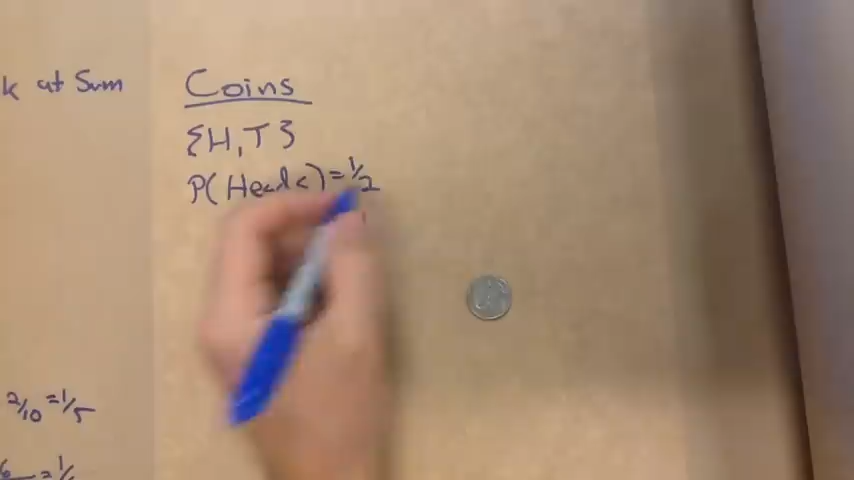 k at Sum
Coins
{H,T}
P(Heads)=1/2
2/10=1/5